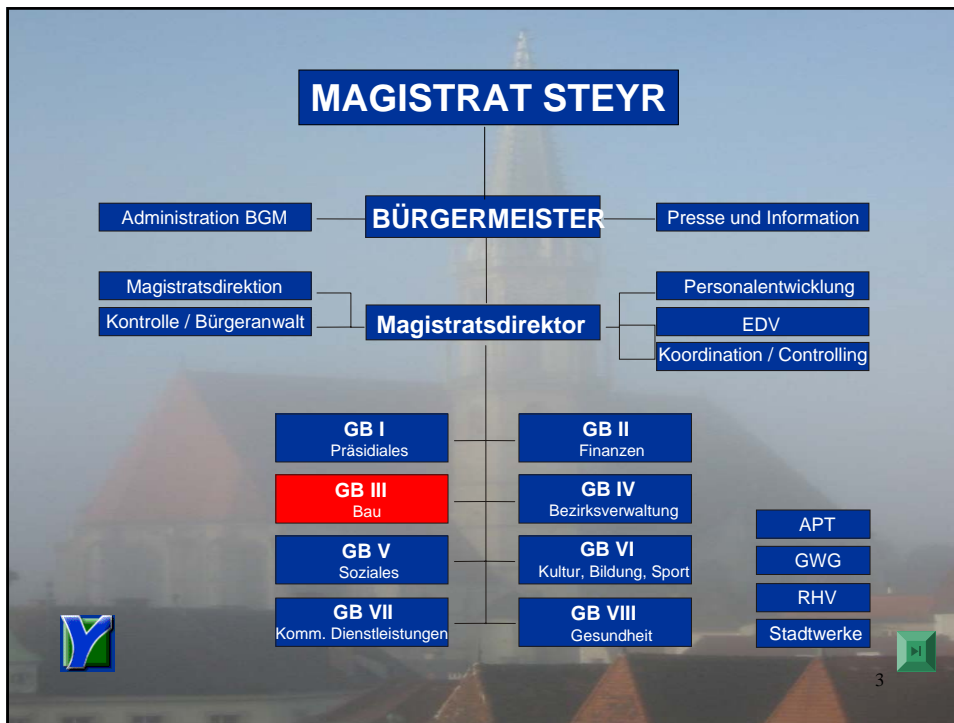 MAGISTRAT STEYR
Administration BGM
BÜRGERMEISTER
Presse und Information
Magistratsdirektion
Kontrolle / Bürgeranwalt
Magistratsdirektor
Personalentwicklung
EDV
Koordination / Controlling
GB I
Präsidiales
GB II
Finanzen
GB III
Bau
GB IV
Bezirksverwaltung
GB V
Soziales
GB VI
Kultur, Bildung, Sport
GB VII
Komm. Dienstleistungen
GB VIII
Gesundheit
APT
GWG
RHV
Stadtwerke
3